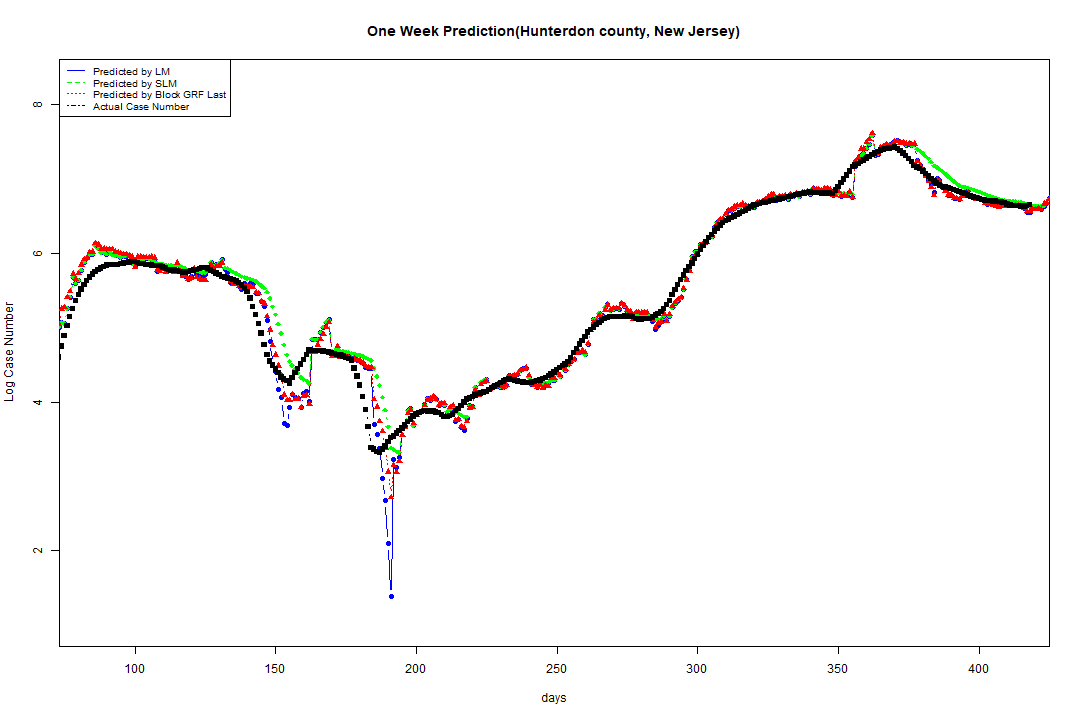 One Week Prediction(Hunterdon county, New Jersey)
Predicted by LM
Predicted by SLM
Predicted by Block GRF Last
Actual Case Number
8
6
4
2
Log Case Number
100 150 200 250 300 350 400
days